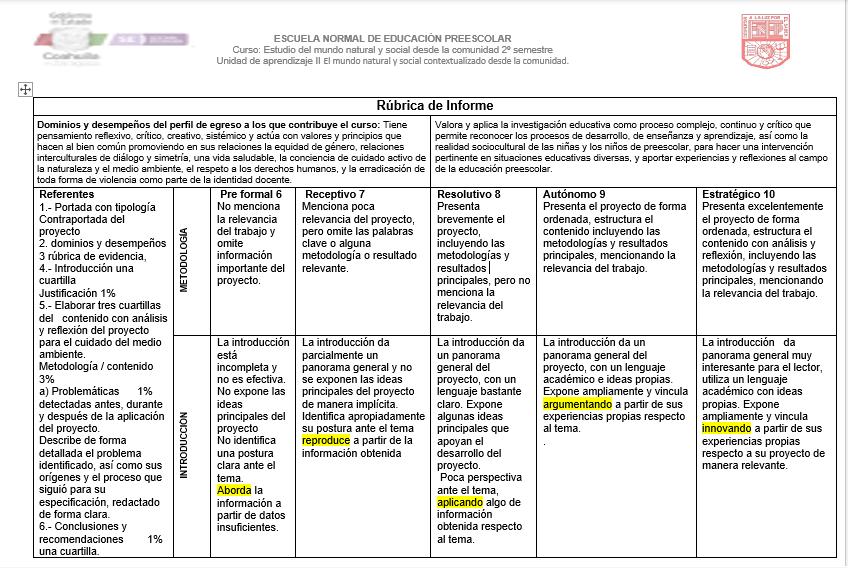 Gobierno
de Estado
Coahuila
ESCUELA NORMAL DE EDUCACIÓN PREESCOLAR
Curso: Estudio del mundo natural y social desde la comunidad 2º semestre
Unidad de aprendizaje II El mundo natural y social contextualizado desde la comunidad.
Rúbrica de Informe
Dominios y desempeños del perfil de egreso a los que contribuye el curso: Tiene
pensamiento reflexivo, crítico, creativo, sistémico y actúa con valores y principios que
hacen al bien común promoviendo en sus relaciones la equidad de género, relaciones
interculturales de diálogo y simetría, una vida saludable, la conciencia de cuidado activo de
la naturaleza y el medio ambiente, el respeto a los derechos humanos, y la erradicación de
toda forma de violencia como parte de la identidad docente.
Valora y aplica la investigación educativa como proceso complejo, continuo y crítico que
permite reconocer los procesos de desarrollo, de enseñanza y aprendizaje, así como la
realidad sociocultural de las niñas y los niños de preescolar, para hacer una intervención
pertinente en situaciones educativas diversas, y aportar experiencias y reflexiones al campo
de la educación preescolar.
Referentes
1.- Portada con tipología
Contraportada del
proyecto
2. dominios y desempeños
3 rúbrica de evidencia,
4.- Introducción una
cuartilla
Justificación 1%
5.- Elaborar tres cuartillas
del contenido con análisis
y reflexión del proyecto
para el cuidado del medio
ambiente.
Metodología / contenido
3%
a) Problemáticas 1%
detectadas antes, durante
y después de la aplicación
del proyecto.
Describe de forma
detallada el problema
identificado, así como sus
orígenes y el proceso que
siguió para su
especificación, redactado
de forma clara.
6.- Conclusiones y
recomendaciones 1%
una cuartilla.
METODOLOGÍA
Pre formal 6
No menciona
la relevancia
del trabajo y
omite
información
importante del
proyecto.
Receptivo 7
Menciona poca
relevancia del proyecto,
pero omite las palabras
clave o alguna
metodología o resultado
relevante.
Resolutivo 8
Presenta
brevemente el
proyecto,
incluyendo las
metodologías y
resultados
principales, pero no
menciona la
relevancia del
trabajo.
Autónomo 9
Presenta el proyecto de forma
ordenada, estructura el
contenido incluyendo las
metodologías y resultados
principales, mencionando la
relevancia del trabajo.
Estratégico 10
Presenta excelentemente
el proyecto de forma
ordenada, estructura el
contenido con análisis y
reflexión, incluyendo las
metodologías y resultados
principales, mencionando
la relevancia del trabajo.
INTRODUCCIÓN
La introducción
está
incompleta y
no es efectiva.
No expone las
ideas
principales del
proyecto
No identifica
una postura
clara ante el
tema.
Aborda la
información a
partir de datos
insuficientes.
La introducción da
parcialmente un
panorama general y no
se exponen las ideas
principales del proyecto
de manera implícita.
Identifica apropiadamente
su postura ante el tema
reproduce a partir de la
información obtenida
La introducción da
un panorama
general del
proyecto, con un
lenguaje bastante
claro. Expone
algunas ideas
principales que
apoyan el
desarrollo del
proyecto.
Poca perspectiva
ante el tema,
aplicando algo de
información
obtenida respecto
al tema.
La introducción da un
panorama general del
proyecto, con un lenguaje
académico e ideas propias.
Expone ampliamente y vincula
argumentando a partir de sus
experiencias propias respecto
al tema.
.
La introducción da
panorama general muy
interesante para el lector,
utiliza un lenguaje
académico con ideas
propias. Expone
ampliamente y vincula
innovando a partir de sus
experiencias propias
respecto a su proyecto de
manera relevante.